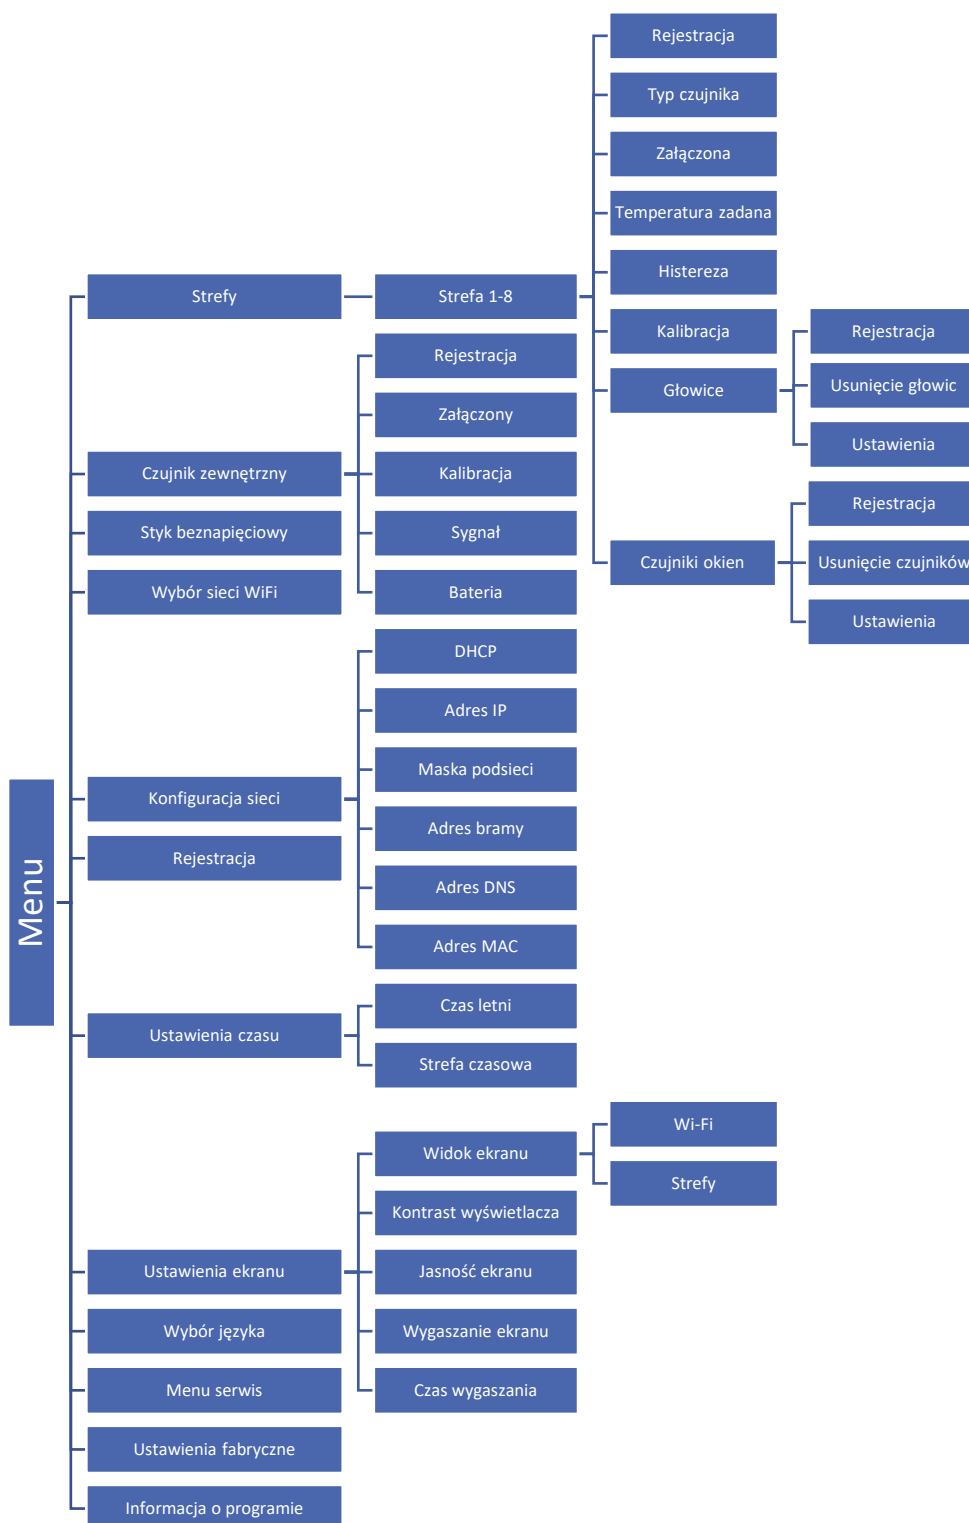 Menu
Strefy
Strefa 1-8
Rejestracja
Typ czujnika
Załączona
Temperatura zadana
Histereza
Kalibracja
Głowice
Rejestracja
Usunięcie głowic
Ustawienia
Czujniki okien
Rejestracja
Usunięcie czujników
Ustawienia
Czujnik zewnętrzny
Rejestracja
Załączony
Kalibracja
Sygnał
Bateria
Styk beznapięciowy
Wybór sieci WiFi
Konfiguracja sieci
DHCP
Adres IP
Maska podsieci
Adres bramy
Adres DNS
Adres MAC
Rejestracja
Ustawienia czasu
Czas letni
Strefa czasowa
Ustawienia ekranu
Widok ekranu
Wi-Fi
Strefy
Kontrast wyświetlacza
Jasność ekranu
Wygaszanie ekranu
Czas wygaszania
Wybór języka
Menu serwis
Ustawienia fabryczne
Informacja o programie